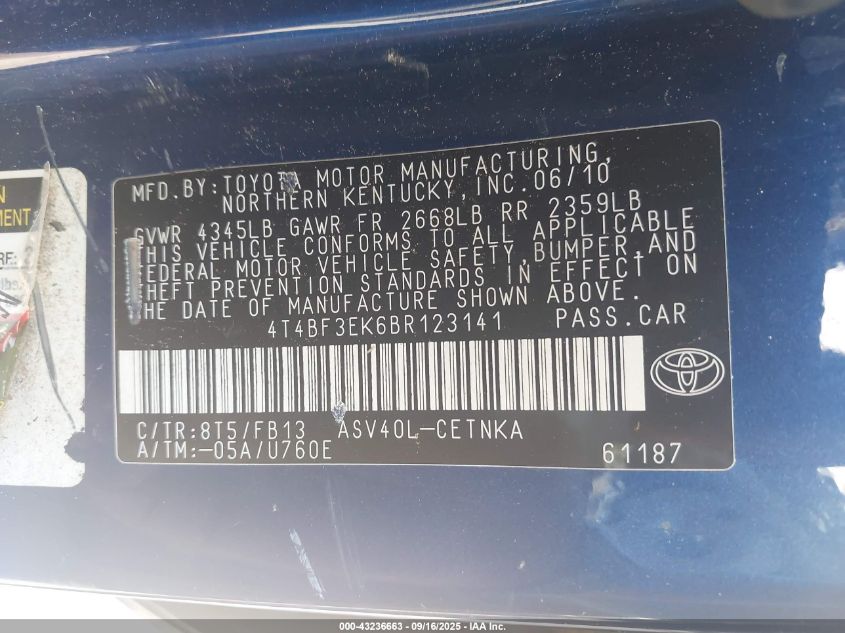 N
MENT
RF:
lbs.
MFD.BY:TOYOTA MOTOR MANUFACTURING,
NORTHERN KENTUCKY, INC.06/10
GVWR 4345LB GAWR FR 2668LB RR 2359LB
THIS VEHICLE CONFORMS TO ALL APPLICABLE
FEDERAL MOTOR VEHICLE SAFETY,BUMPER,AND
THEFT PREVENTION STANDARDS IN EFFECT ON
THE DATE OF MANUFACTURE SHOWN ABOVE.
4T4BF3EK6BR123141 PASS.CAR
C/TR:8T5/FB13 ASV40L-CETNKA
A/TM:-05A/U760E 61187
000-43236663 - 09/16/2025 - IAA Inc.